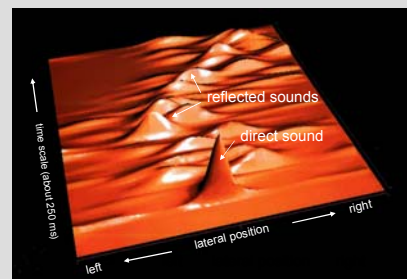 reflected sounds
direct sound
time scale (about 250 ms)
left
lateral position
right